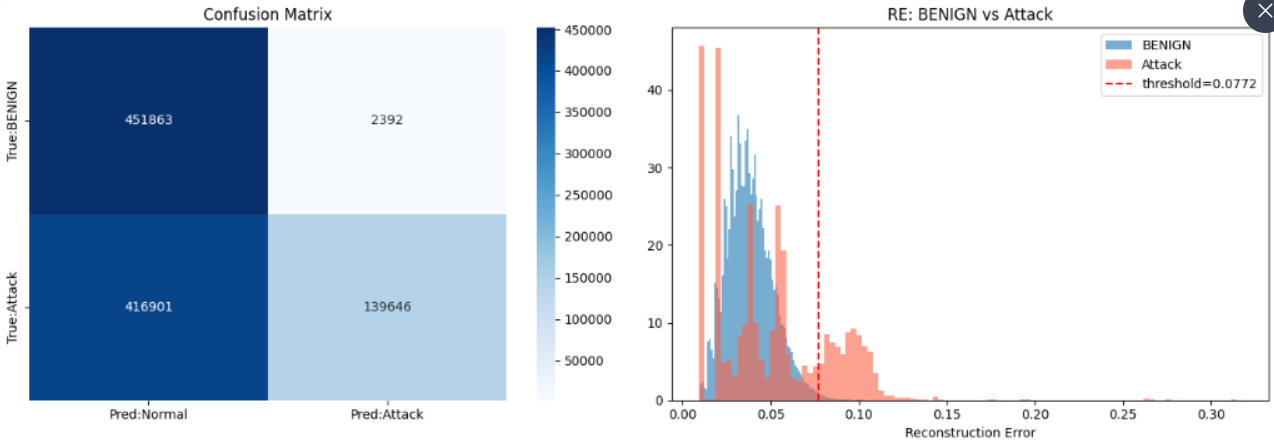 Confusion Matrix
True:BENIGN
True:Attack
451863
2392
416901
139646
Pred:Normal
Pred:Attack
450000
400000
350000
300000
250000
200000
150000
100000
50000
RE: BENIGN vs Attack
BENIGN
Attack
threshold=0.0772
40
30
20
10
0
0.00
0.05
0.10
0.15
0.20
0.25
0.30
Reconstruction Error